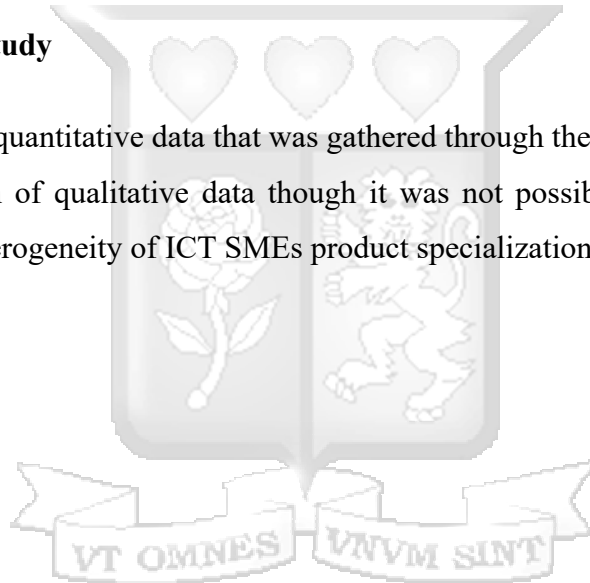 tudy
quantitative data that was gathered through the
of qualitative data though it was not possib
erogeneity of ICT SMEs product specialization
VT OMNES VNVM SINT